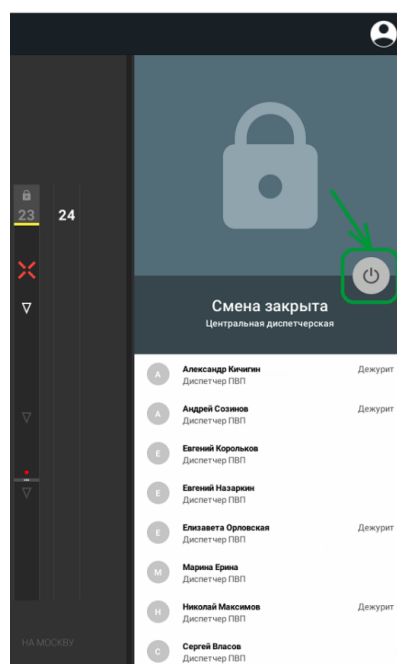 23
24
НА МОСКВУ
Смена закрыта
Центральная диспетчерская
А
Александр Кичигин
Дежурит
Диспетчер ПВП
А
Андрей Созинов
Дежурит
Диспетчер ПВП
Е
Евгений Корольков
Диспетчер ПВП
Е
Евгений Назаркин
Диспетчер ПВП
Е
Елизавета Орловская
Дежурит
Диспетчер ПВП
М
Марина Ерина
Диспетчер ПВП
Н
Николай Максимов
Дежурит
Диспетчер ПВП
С
Сергей Власов
Диспетчер ПВП